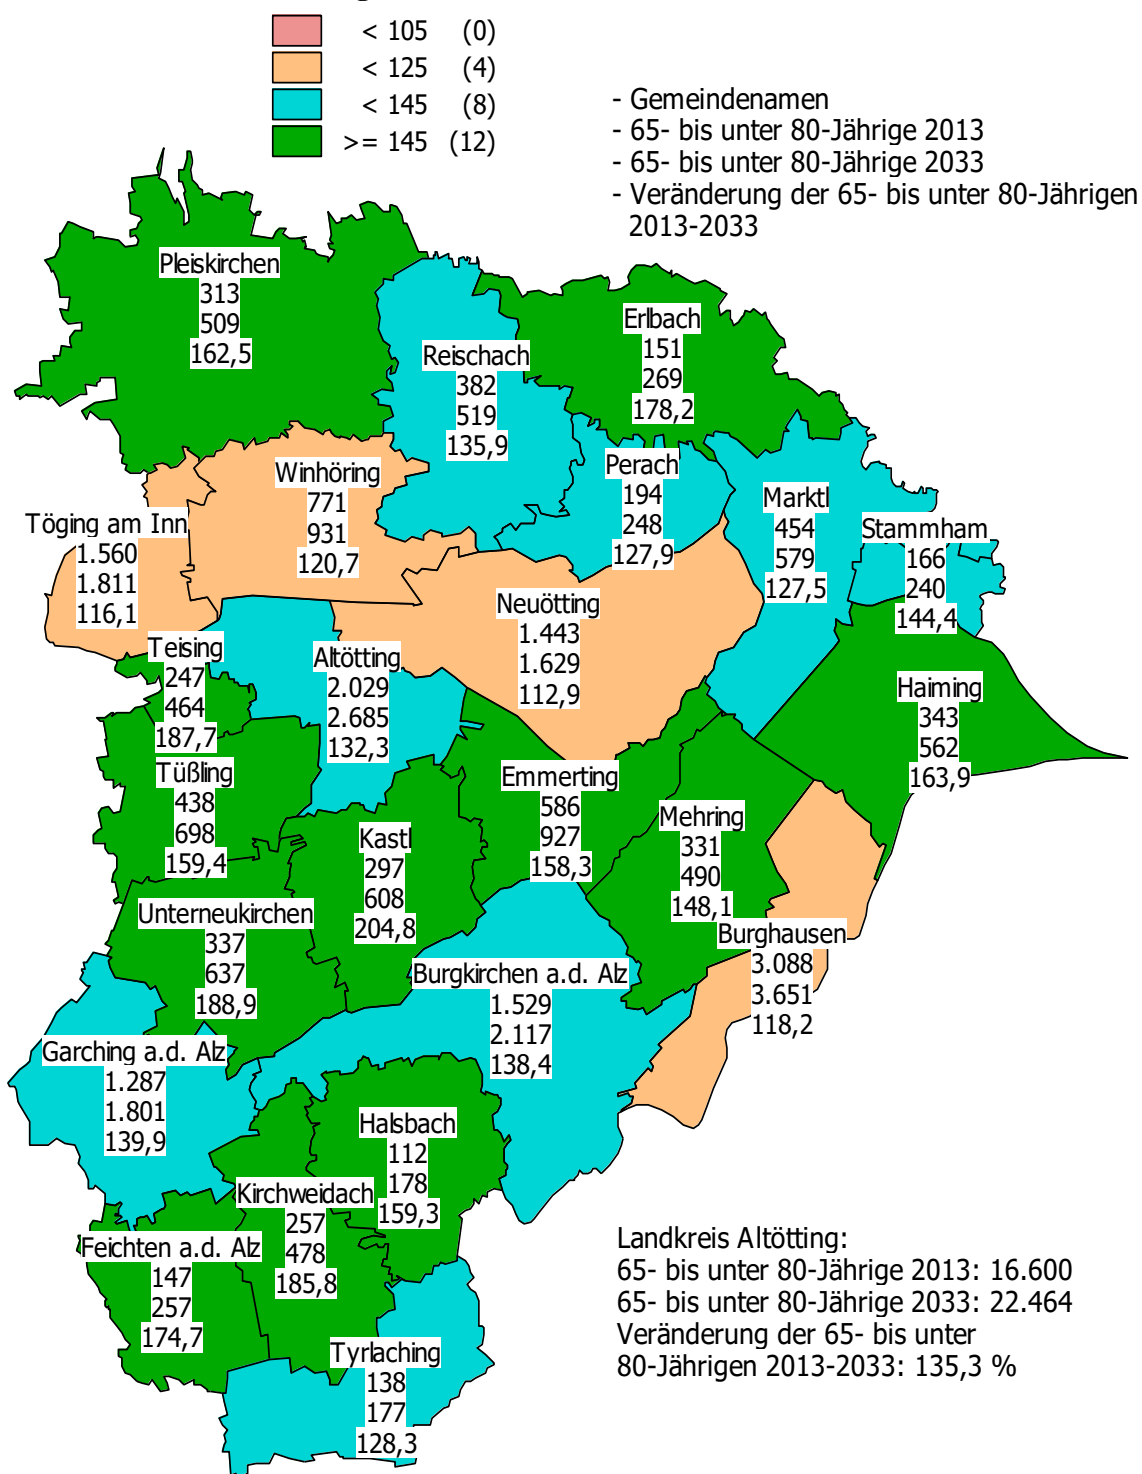 < 105 (0)
< 125 (4)
< 145 (8)
>= 145 (12)
- Gemeindenamen
- 65- bis unter 80-Jährige 2013
- 65- bis unter 80-Jährige 2033
- Veränderung der 65- bis unter 80-Jährigen
2013-2033
Pleiskirchen
313
509
162,5
Reischach
382
519
135,9
Erlbach
151
269
178,2
Winhöring
771
931
120,7
Perach
194
248
127,9
Marktl
454
579
127,5
Stammham
166
240
144,4
Töging am Inn
1.560
1.811
116,1
Neuötting
1.443
1.629
112,9
Teising
247
464
187,7
Altötting
2.029
2.685
132,3
Haiming
343
562
163,9
Tüßling
438
698
159,4
Emmerting
586
927
158,3
Mehring
331
490
148,1
Kastl
297
608
204,8
Unterneukirchen
337
637
188,9
Burghausen
3.088
3.651
118,2
Burgkirchen a.d. Alz
1.529
2.117
138,4
Garching a.d. Alz
1.287
1.801
139,9
Halsbach
112
178
159,3
Kirchweidach
257
478
185,8
Feichten a.d. Alz
147
257
174,7
Tyrlaching
138
177
128,3
Landkreis Altötting:
65- bis unter 80-Jährige 2013: 16.600
65- bis unter 80-Jährige 2033: 22.464
Veränderung der 65- bis unter
80-Jährigen 2013-2033: 135,3 %